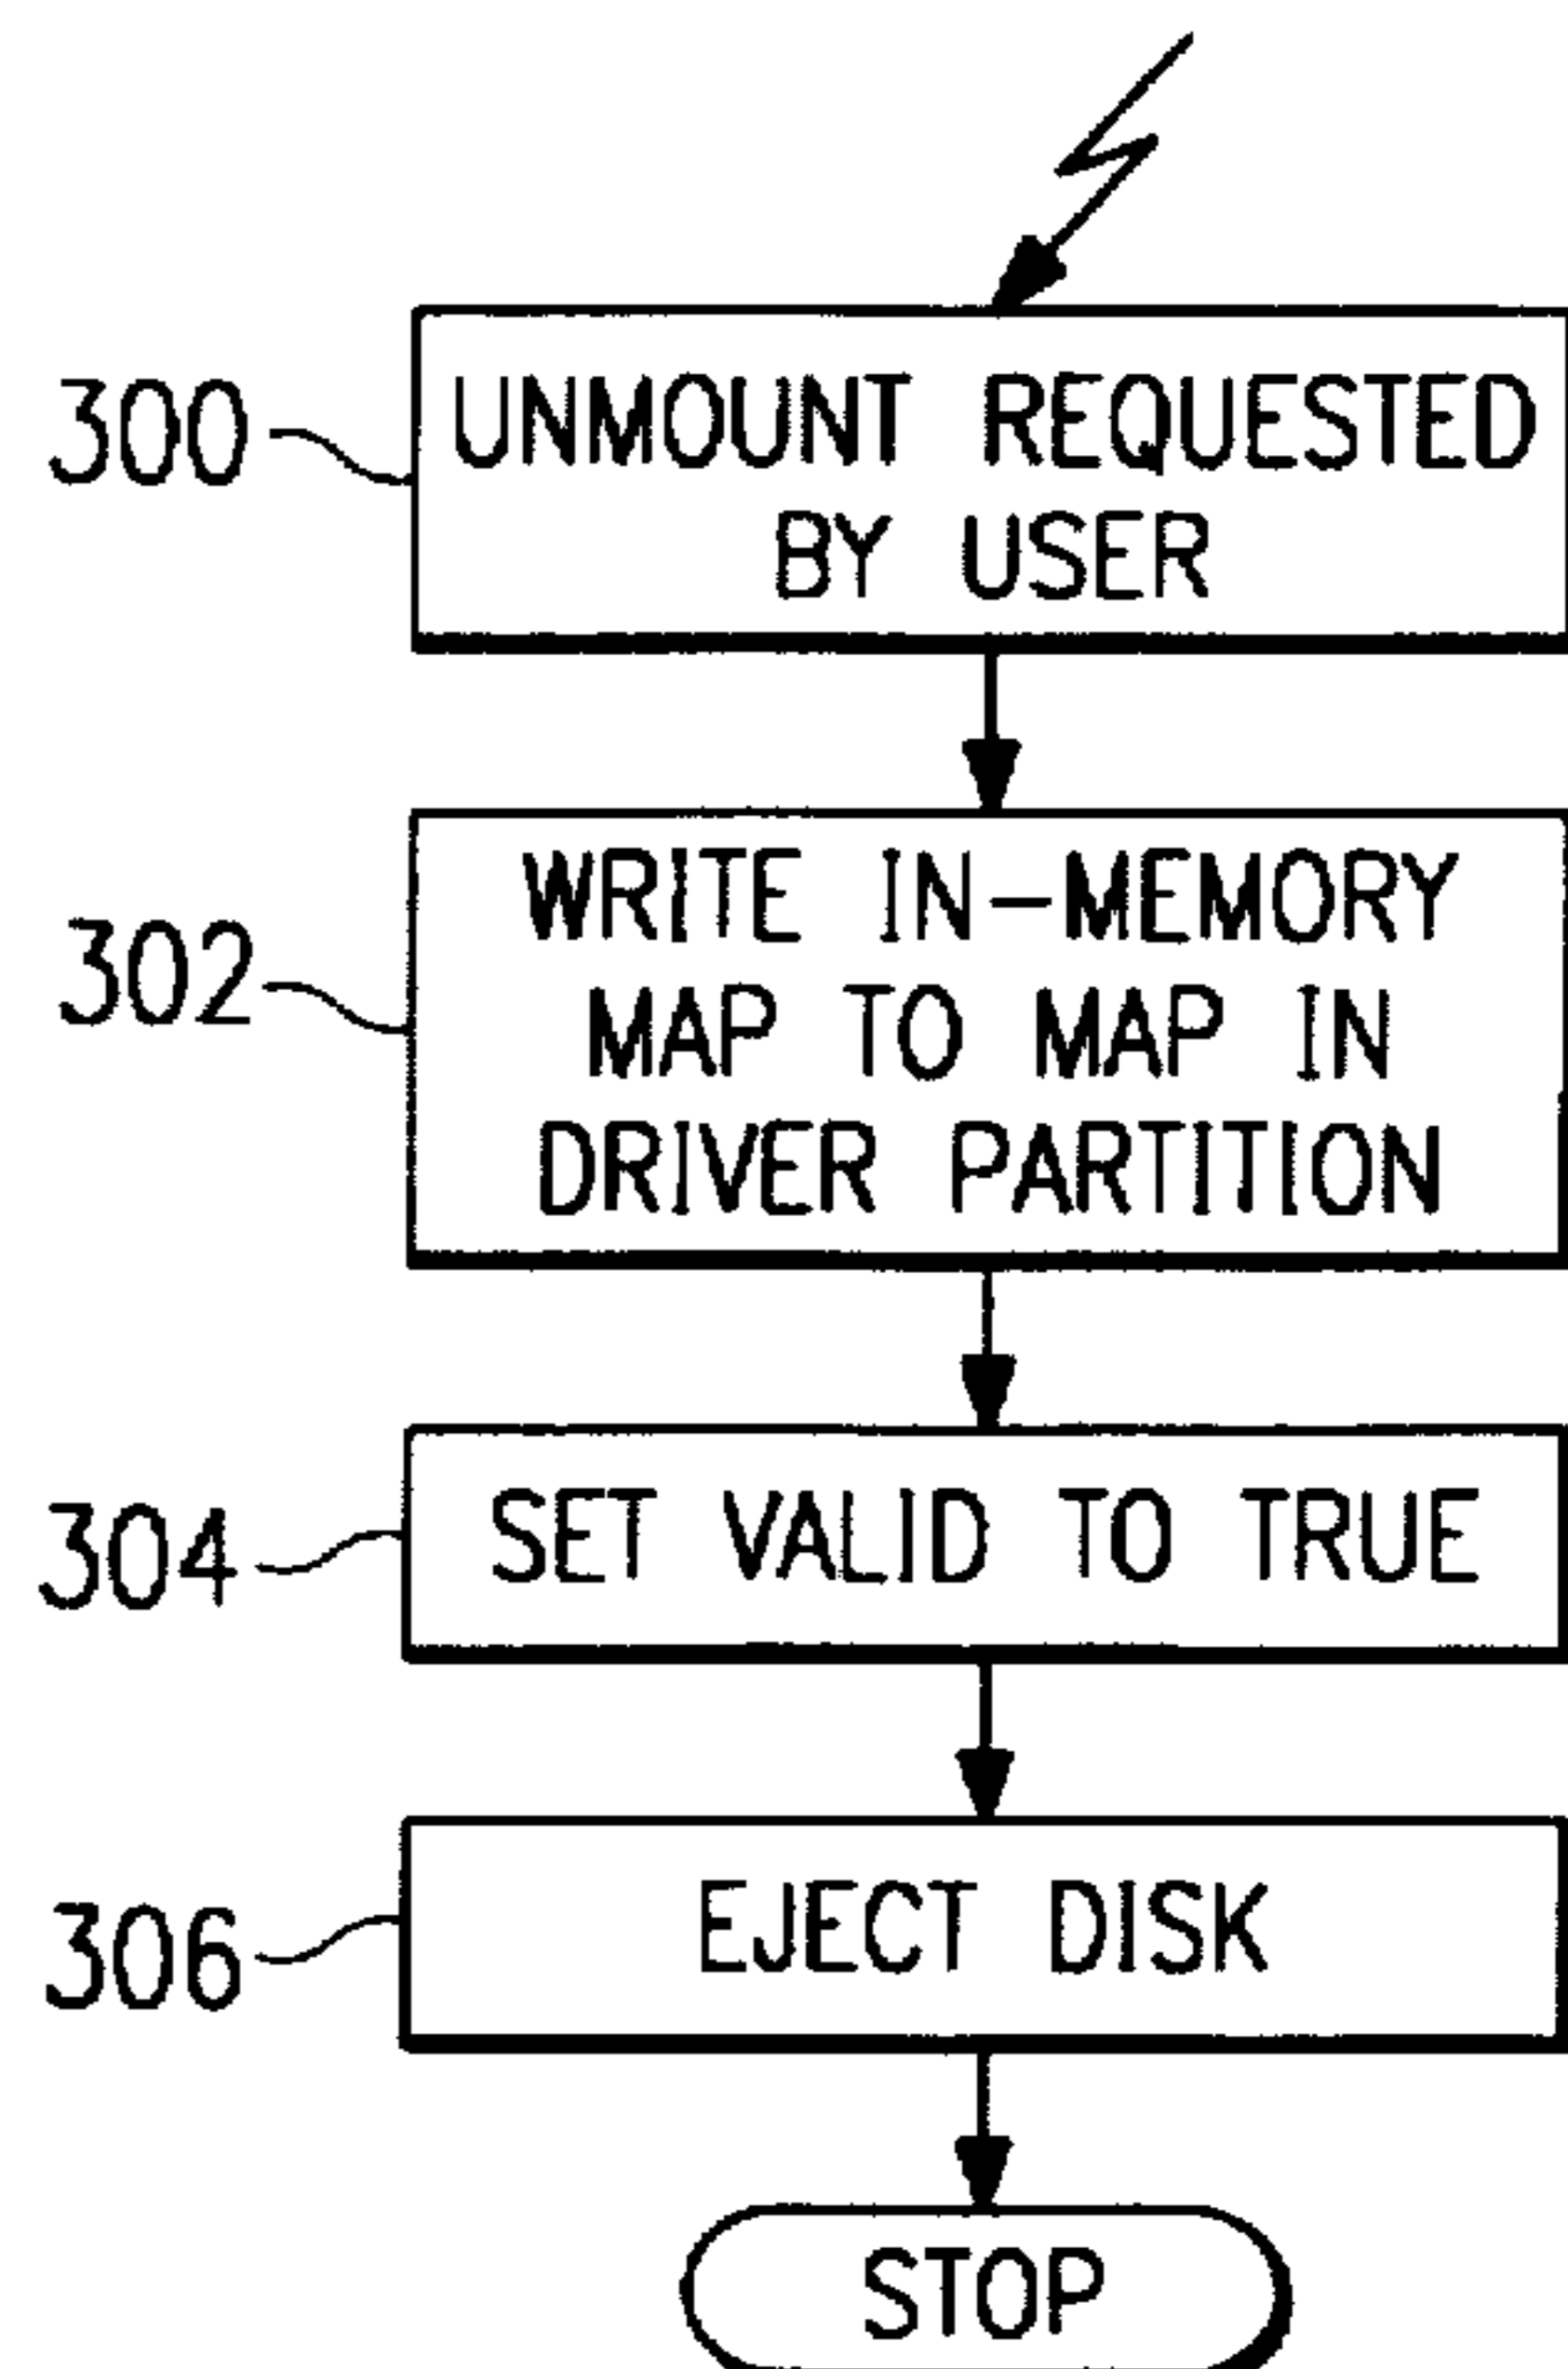 300
UNMOUNT REQUESTED
BY USER
302
WRITE IN-MEMORY
MAP TO MAP IN
DRIVER PARTITION
304
SET VALID TO TRUE
306
EJECT DISK
STOP